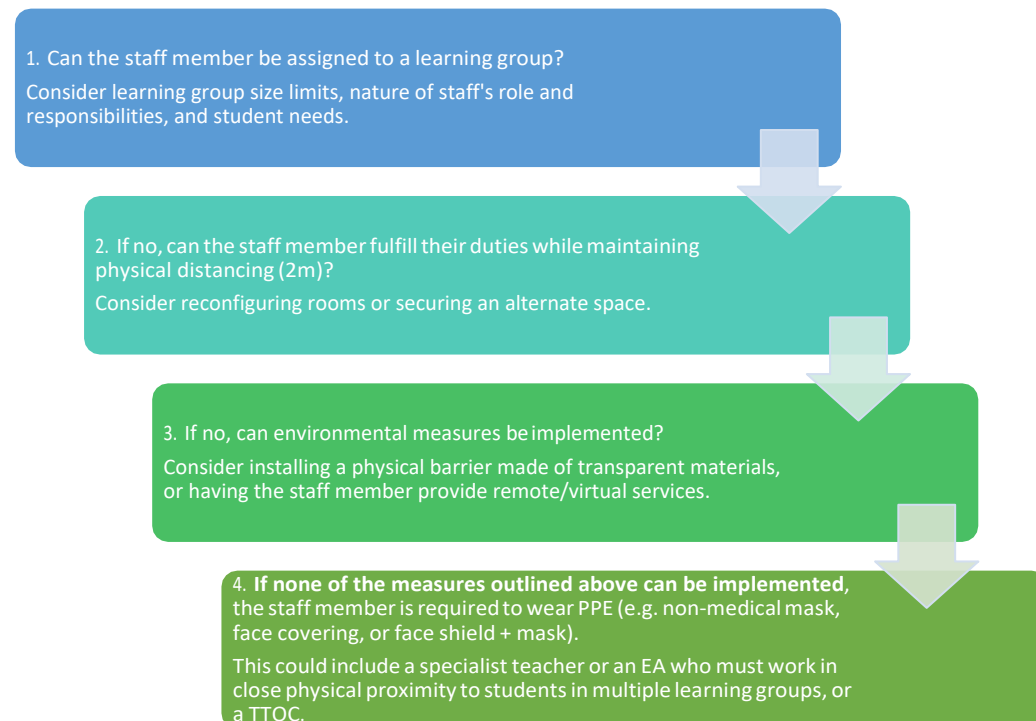 1. Can the staff member be assigned to a learning group?
Consider learning group size limits, nature of staff's role and
responsibilities, and student needs.
2. If no, can the staff member fulfill their duties while maintaining
physical distancing (2m)?
Consider reconfiguring rooms or securing an alternate space.
3. If no, can environmental measures be implemented?
Consider installing a physical barrier made of transparent materials,
or having the staff member provide remote/virtual services.
4. If none of the measures outlined above can be implemented,
the staff member is required to wear PPE (e.g. non-medical mask,
face covering, or face shield + mask).
This could include a specialist teacher or an EA who must work in
close physical proximity to students in multiple learning groups, or
a TTOC.